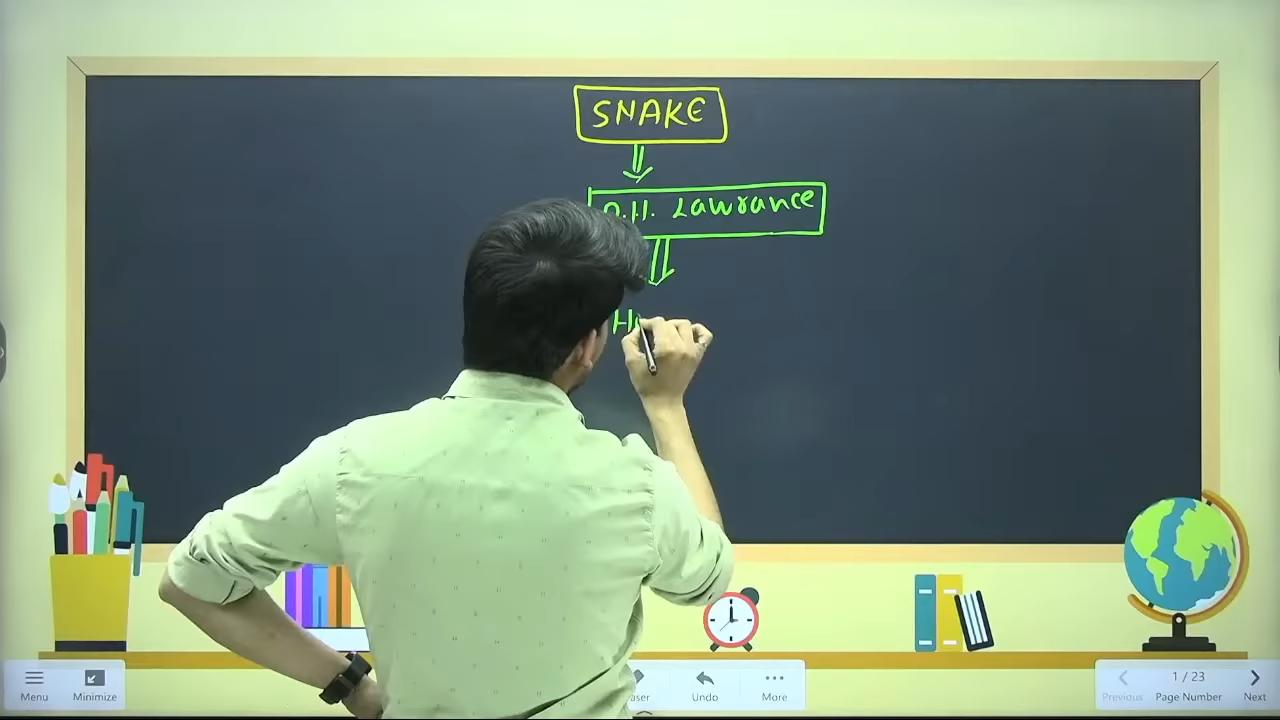 SNAKE
D.H. Lawrance
H
Menu
Minimize
Undo
More
1 / 23
Previous
Page Number
Next